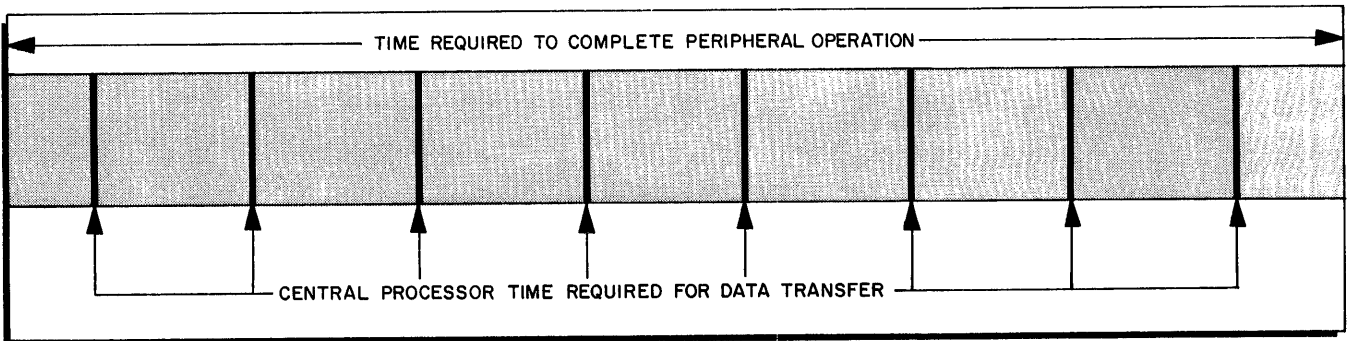 TIME REQUIRED TO COMPLETE PERIPHERAL OPERATION
CENTRAL PROCESSOR TIME REQUIRED FOR DATA TRANSFER